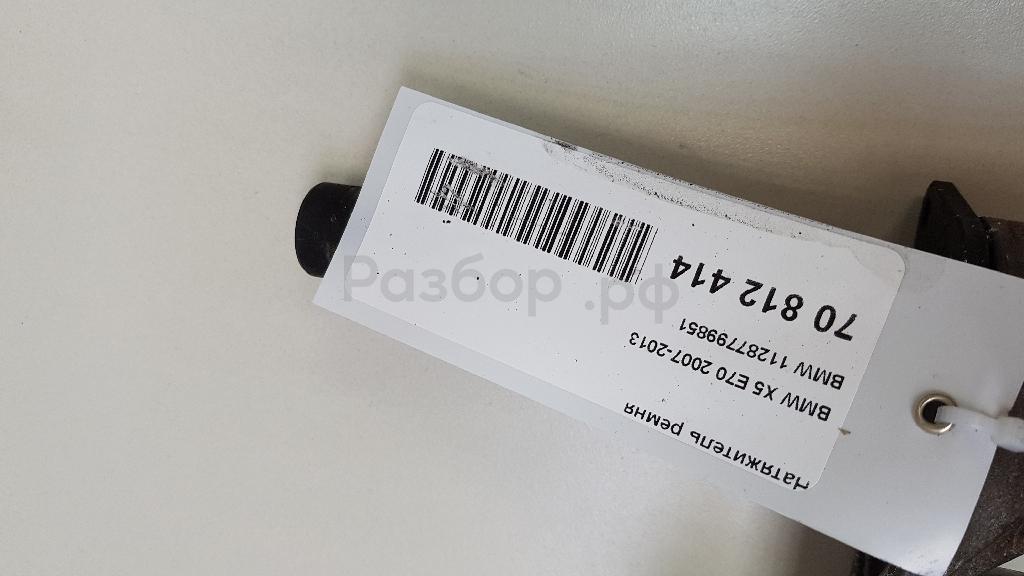 Натяжитель ремня
BMW X5 E70 2007-2013
BMW 11287799851
70 812 414
Разбор.рф